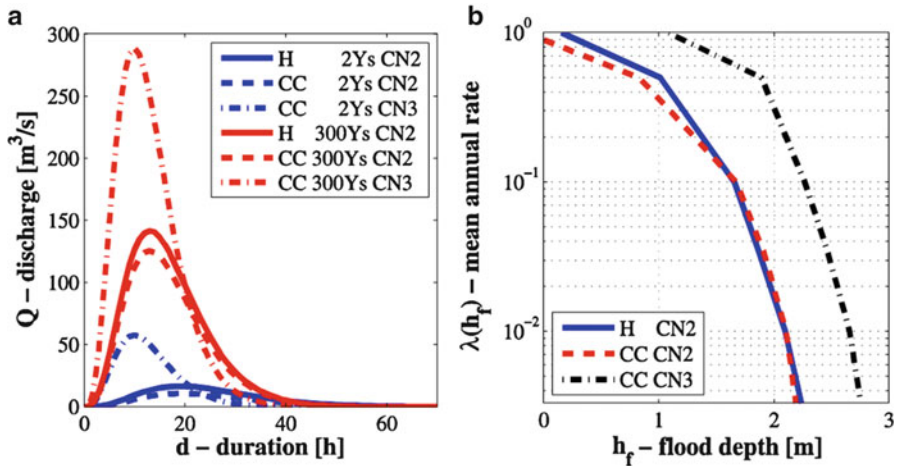 a
300
250
200
150
100
50
0
Q – discharge [m³/s]
H 2Ys CN2
CC 2Ys CN2
CC 2Ys CN3
H 300Ys CN2
CC 300Ys CN2
CC 300Ys CN3
0 20 40 60
d – duration [h]
b
10⁰
10⁻¹
10⁻²
λ(h_f) – mean annual rate
H CN2
CC CN2
CC CN3
0 1 2 3
h_f – flood depth [m]